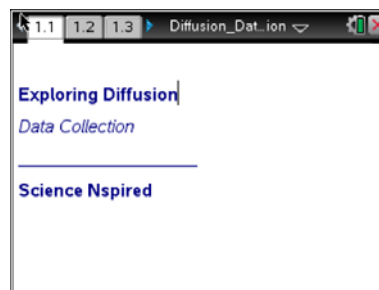 1.1 1.2 1.3 Diffusion_Dat...ion
Exploring Diffusion
Data Collection
Science Nspired